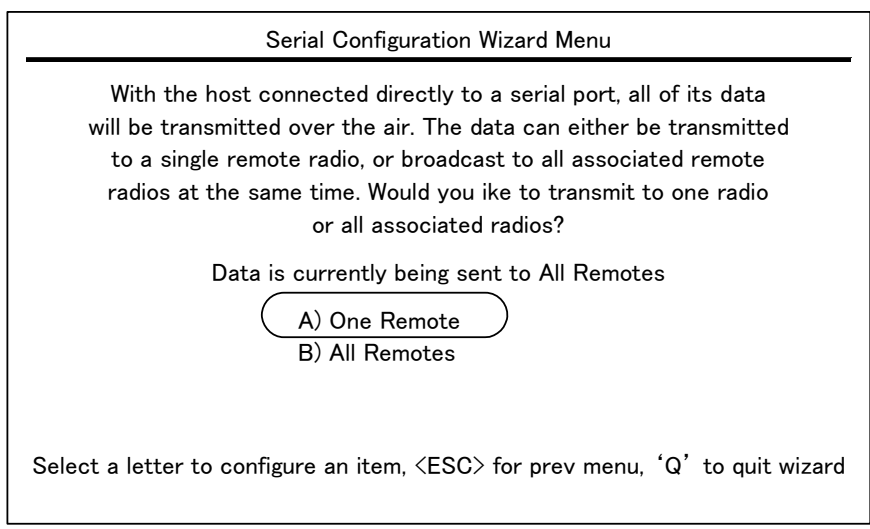 Serial Configuration Wizard Menu
With the host connected directly to a serial port, all of its data
will be transmitted over the air. The data can either be transmitted
to a single remote radio, or broadcast to all associated remote
radios at the same time. Would you ike to transmit to one radio
or all associated radios?
Data is currently being sent to All Remotes
A) One Remote
B) All Remotes
Select a letter to configure an item, <ESC> for prev menu, ‘Q’ to quit wizard